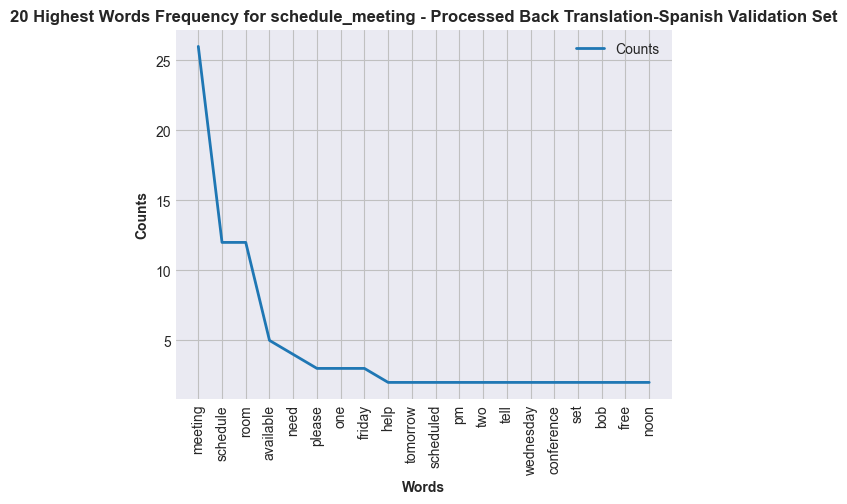 20 Highest Words Frequency for schedule_meeting - Processed Back Translation-Spanish Validation Set
Counts
25
20
15
10
5
Counts
meeting
schedule
room
available
need
please
one
friday
help
tomorrow
scheduled
pm
two
tell
wednesday
conference
set
bob
free
noon
Words